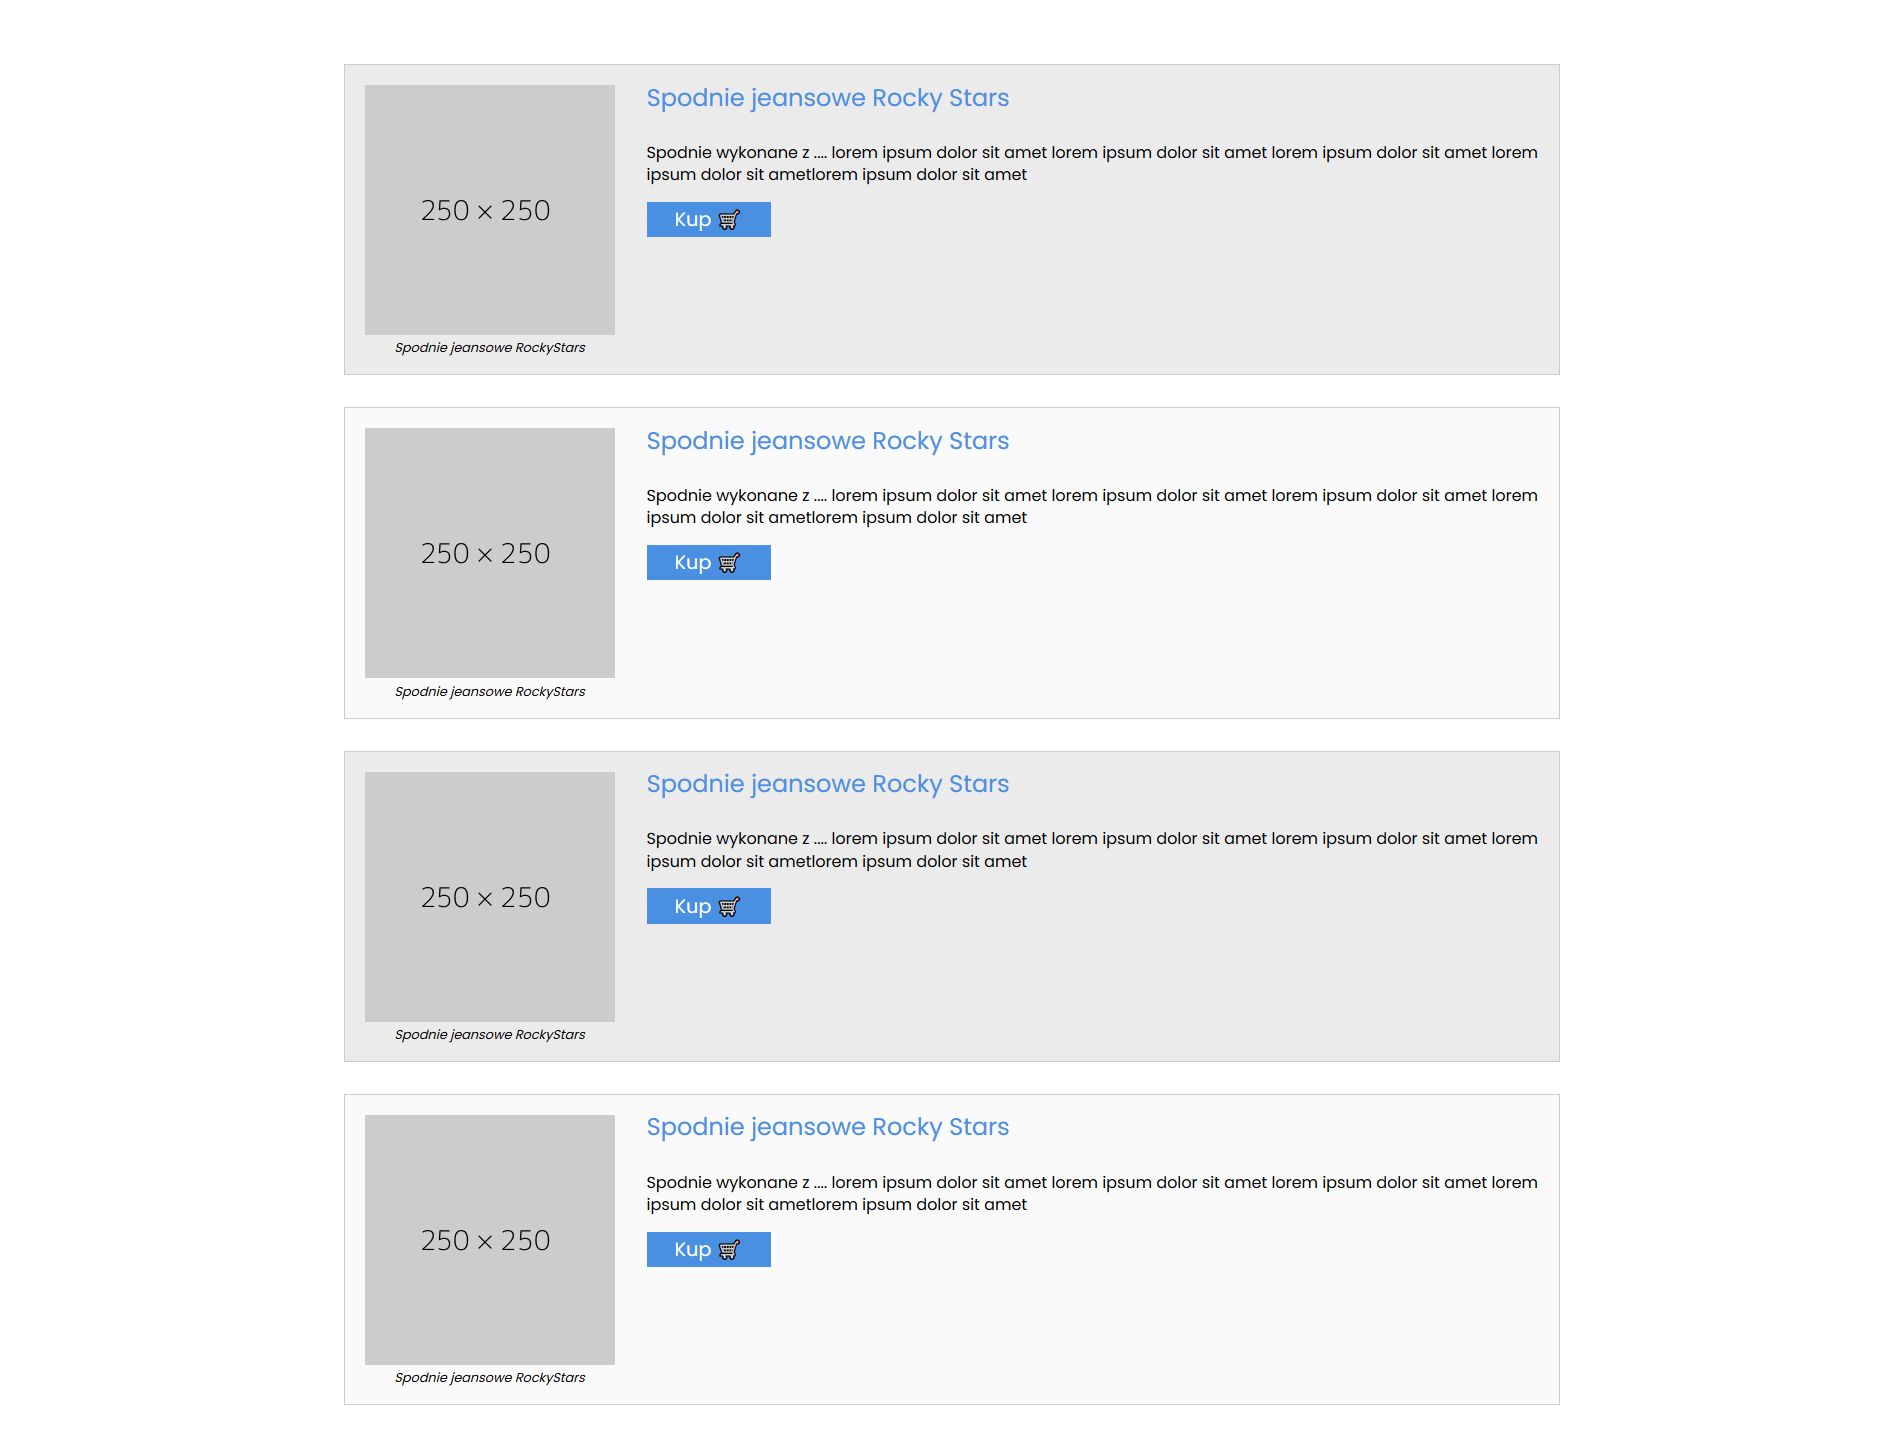 Spodnie jeansowe Rocky Stars
Spodnie wykonane z .... lorem ipsum dolor sit amet lorem ipsum dolor sit amet lorem ipsum dolor sit amet lorem
ipsum dolor sit ametlorem ipsum dolor sit amet
250 × 250
Kup
Spodnie jeansowe RockyStars
Spodnie jeansowe Rocky Stars
Spodnie wykonane z .... lorem ipsum dolor sit amet lorem ipsum dolor sit amet lorem ipsum dolor sit amet lorem
ipsum dolor sit ametlorem ipsum dolor sit amet
250 × 250
Kup
Spodnie jeansowe RockyStars
Spodnie jeansowe Rocky Stars
Spodnie wykonane z .... lorem ipsum dolor sit amet lorem ipsum dolor sit amet lorem ipsum dolor sit amet lorem
ipsum dolor sit ametlorem ipsum dolor sit amet
250 × 250
Kup
Spodnie jeansowe RockyStars
Spodnie jeansowe Rocky Stars
Spodnie wykonane z .... lorem ipsum dolor sit amet lorem ipsum dolor sit amet lorem ipsum dolor sit amet lorem
ipsum dolor sit ametlorem ipsum dolor sit amet
250 × 250
Kup
Spodnie jeansowe RockyStars